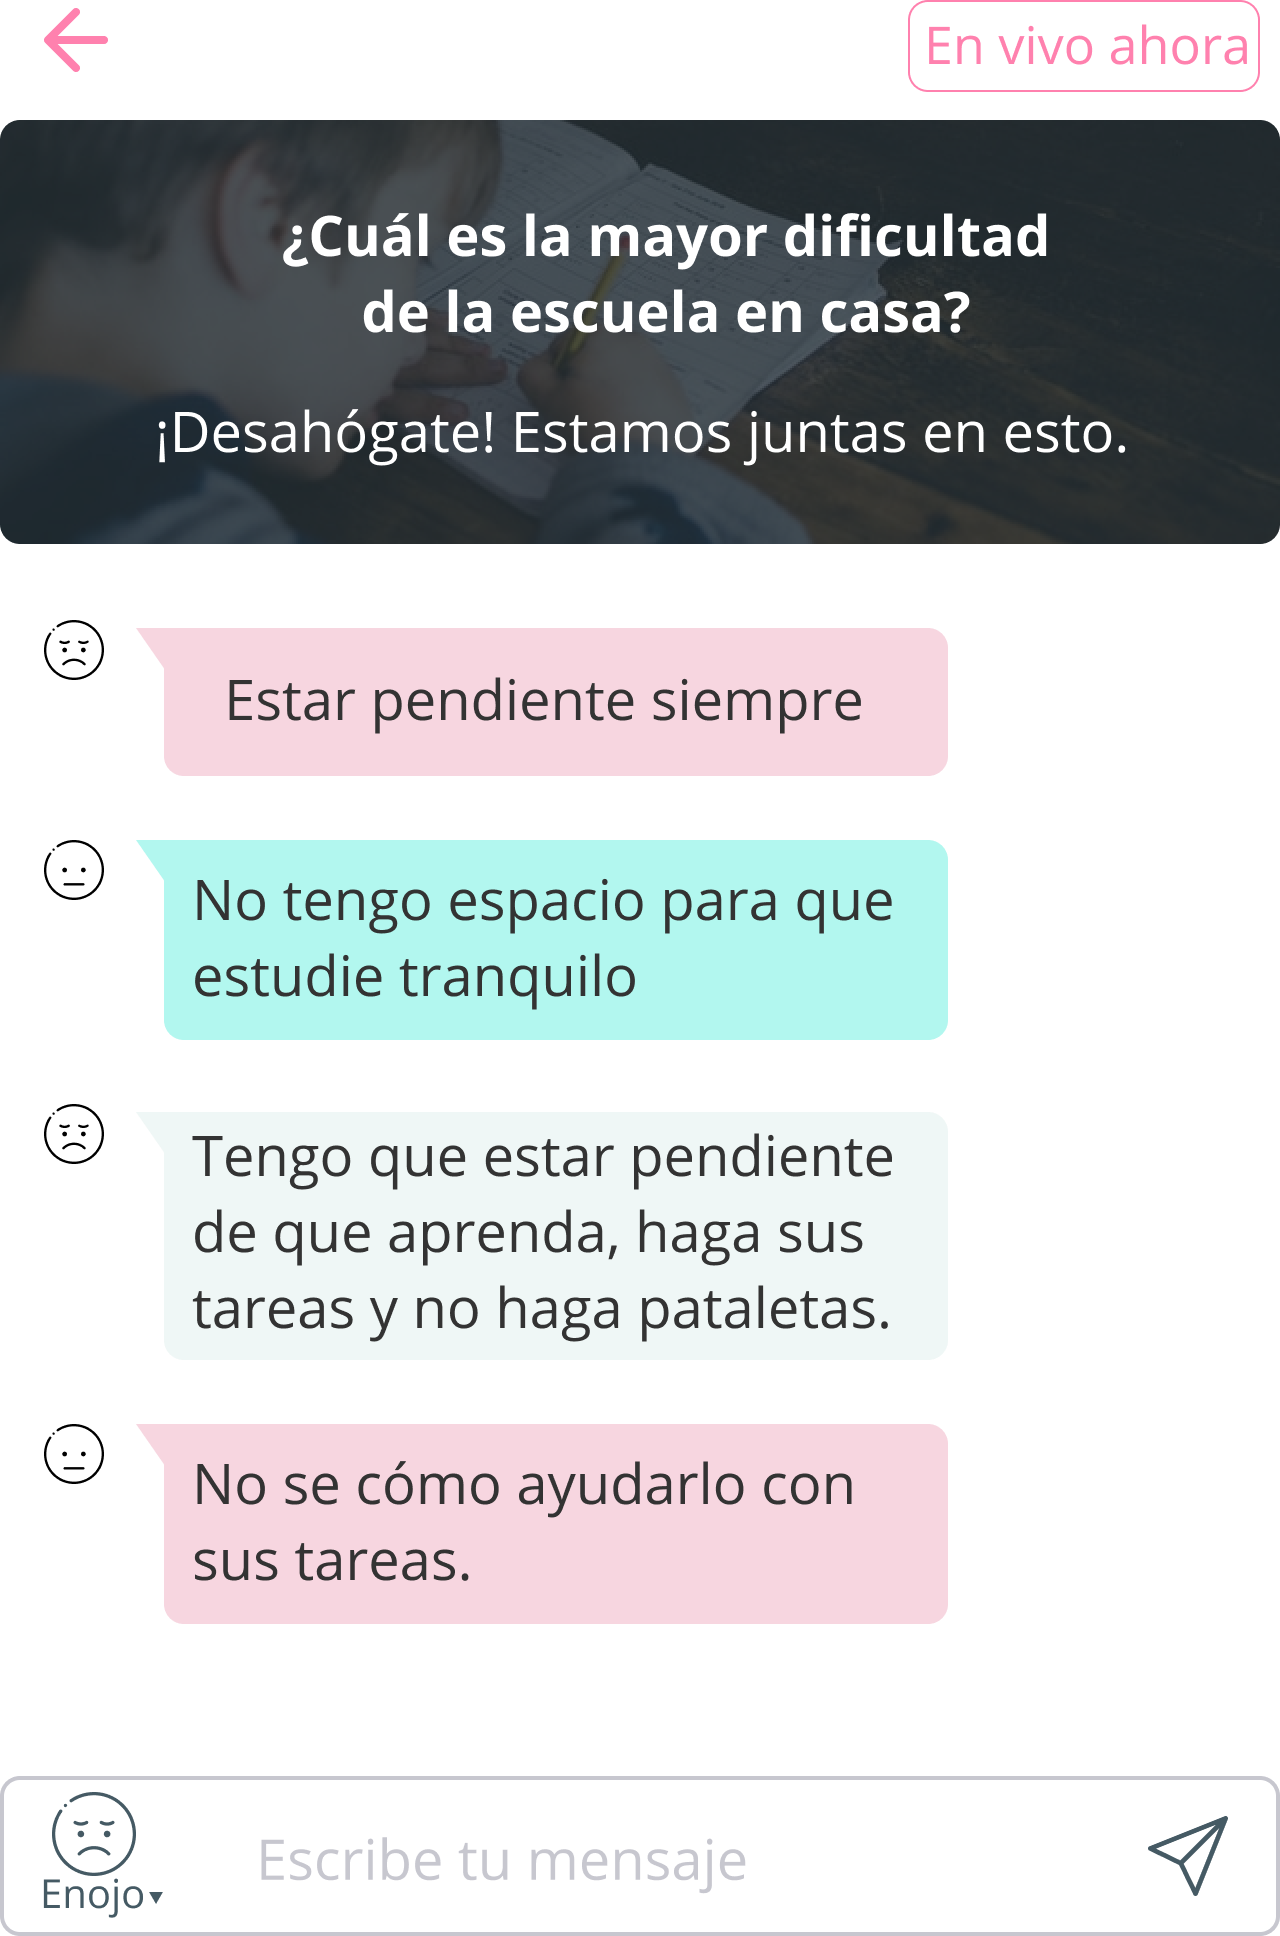 En vivo ahora
¿Cuál es la mayor dificultad
de la escuela en casa?
¡Desahógate! Estamos juntas en esto.
Estar pendiente siempre
No tengo espacio para que
estudie tranquilo
Tengo que estar pendiente
de que aprenda, haga sus
tareas y no haga pataletas.
No se cómo ayudarlo con
sus tareas.
Escribe tu mensaje
Enojo